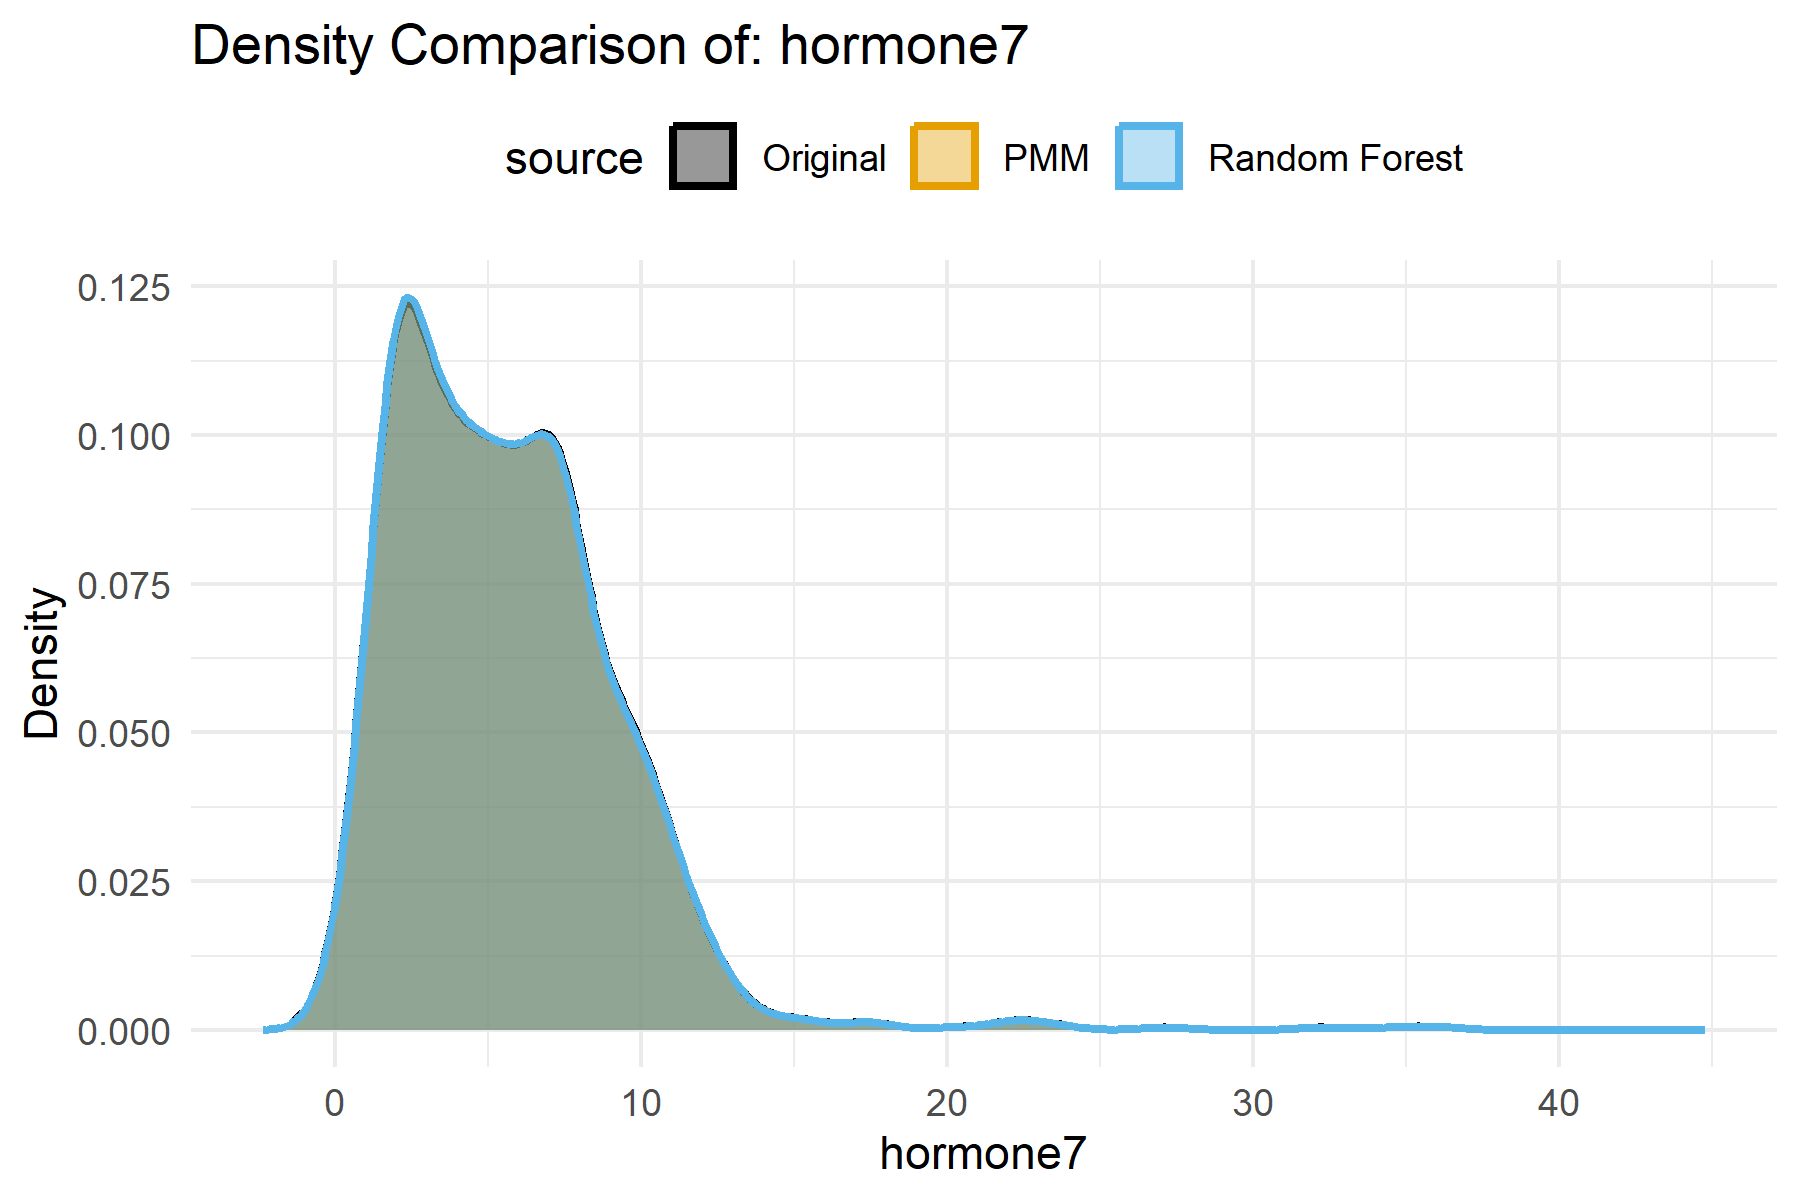 Density Comparison of: hormone7
source Original PMM Random Forest
0.125
0.100
0.075
0.050
0.025
0.000
Density
0 10 20 30 40
hormone7